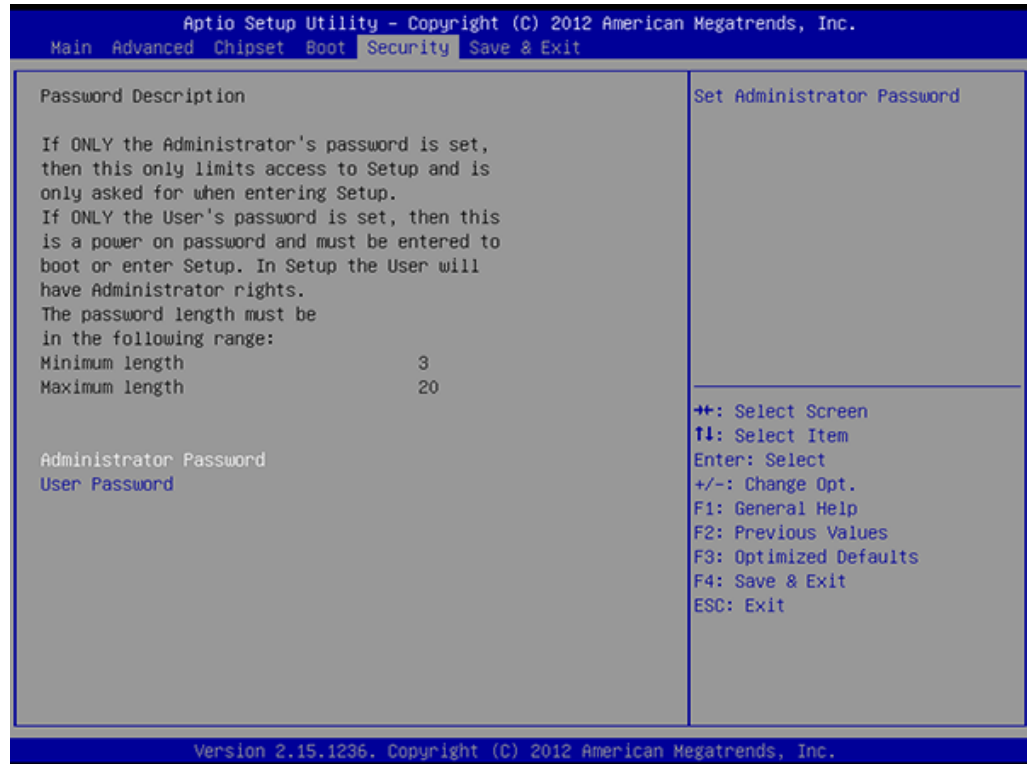 Aptio Setup Utility – Copyright (C) 2012 American Megatrends, Inc.
Main Advanced Chipset Boot Security Save & Exit
Password Description
If ONLY the Administrator's password is set,
then this only limits access to Setup and is
only asked for when entering Setup.
If ONLY the User's password is set, then this
is a power on password and must be entered to
boot or enter Setup. In Setup the User will
have Administrator rights.
The password length must be
in the following range:
Minimum length 3
Maximum length 20
Administrator Password
User Password
Set Administrator Password
→←: Select Screen
↑↓: Select Item
Enter: Select
+/-: Change Opt.
F1: General Help
F2: Previous Values
F3: Optimized Defaults
F4: Save & Exit
ESC: Exit
Version 2.15.1236. Copyright (C) 2012 American Megatrends, Inc.